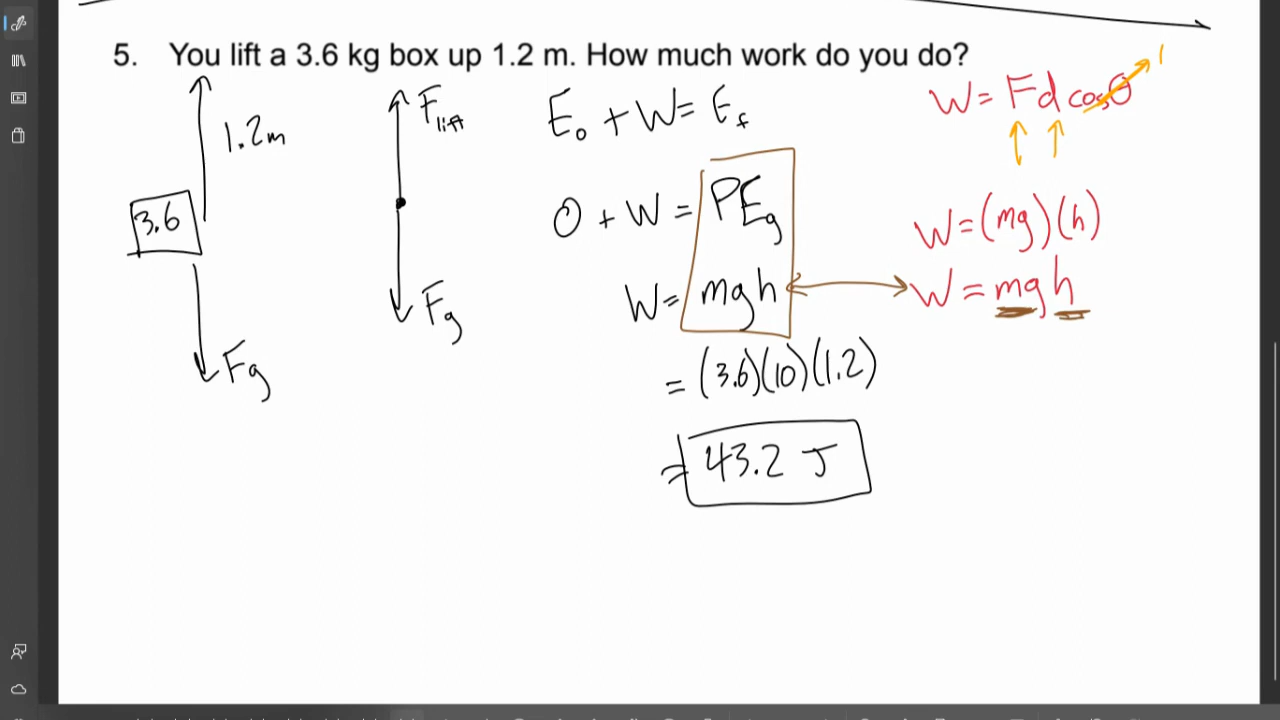 5. You lift a 3.6 kg box up 1.2 m. How much work do you do?
1.2m
3.6
Fg
F lift
Fg
E₀ + W = E_f
0 + W = PEg
W = mgh
= (3.6)(10)(1.2)
= 43.2 J
W = Fd cosθ 1
W = (mg)(h)
W = mgh